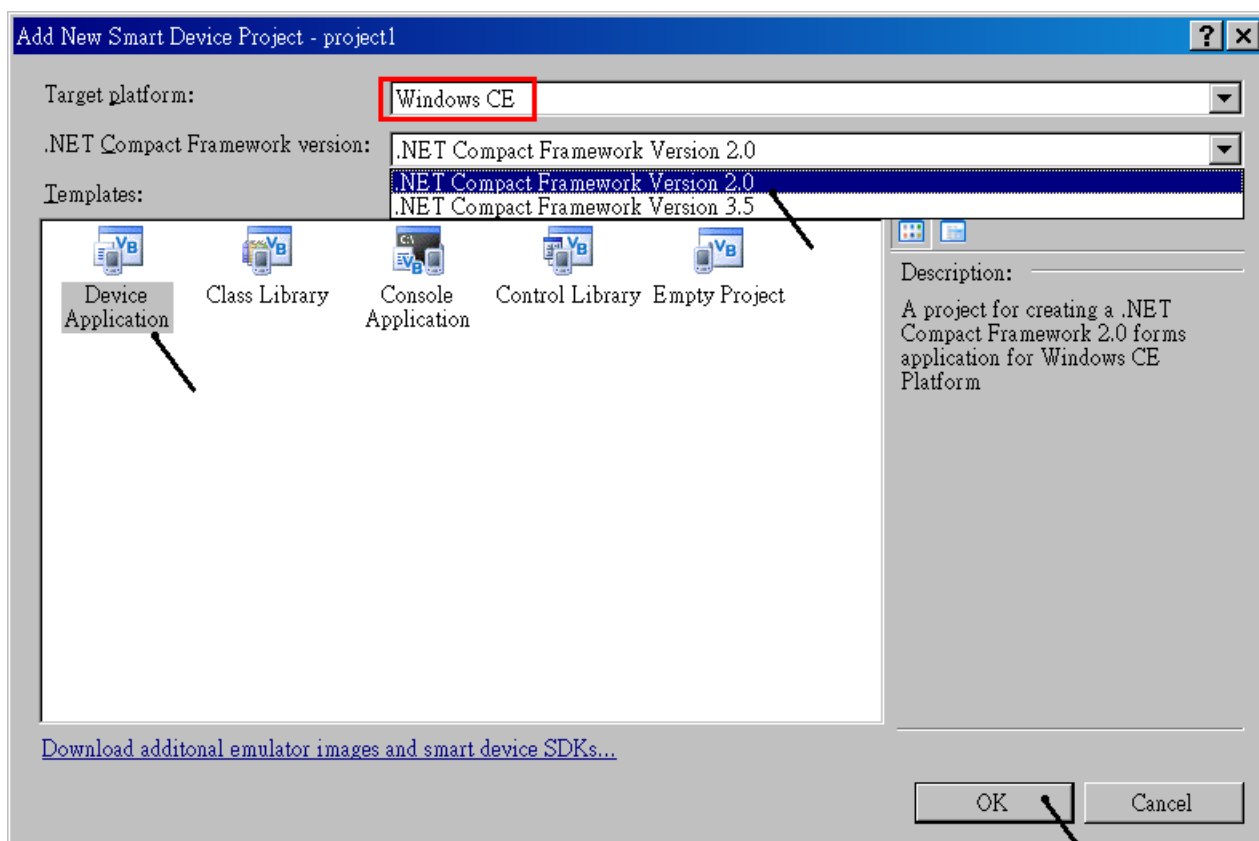 Add New Smart Device Project - project1
Target platform:
Windows CE
.NET Compact Framework version:
.NET Compact Framework Version 2.0
.NET Compact Framework Version 2.0
.NET Compact Framework Version 3.5
Templates:
Device
Application
Class Library
Console
Application
Control Library
Empty Project
Description:
A project for creating a .NET
Compact Framework 2.0 forms
application for Windows CE
Platform
Download additonal emulator images and smart device SDKs...
OK
Cancel